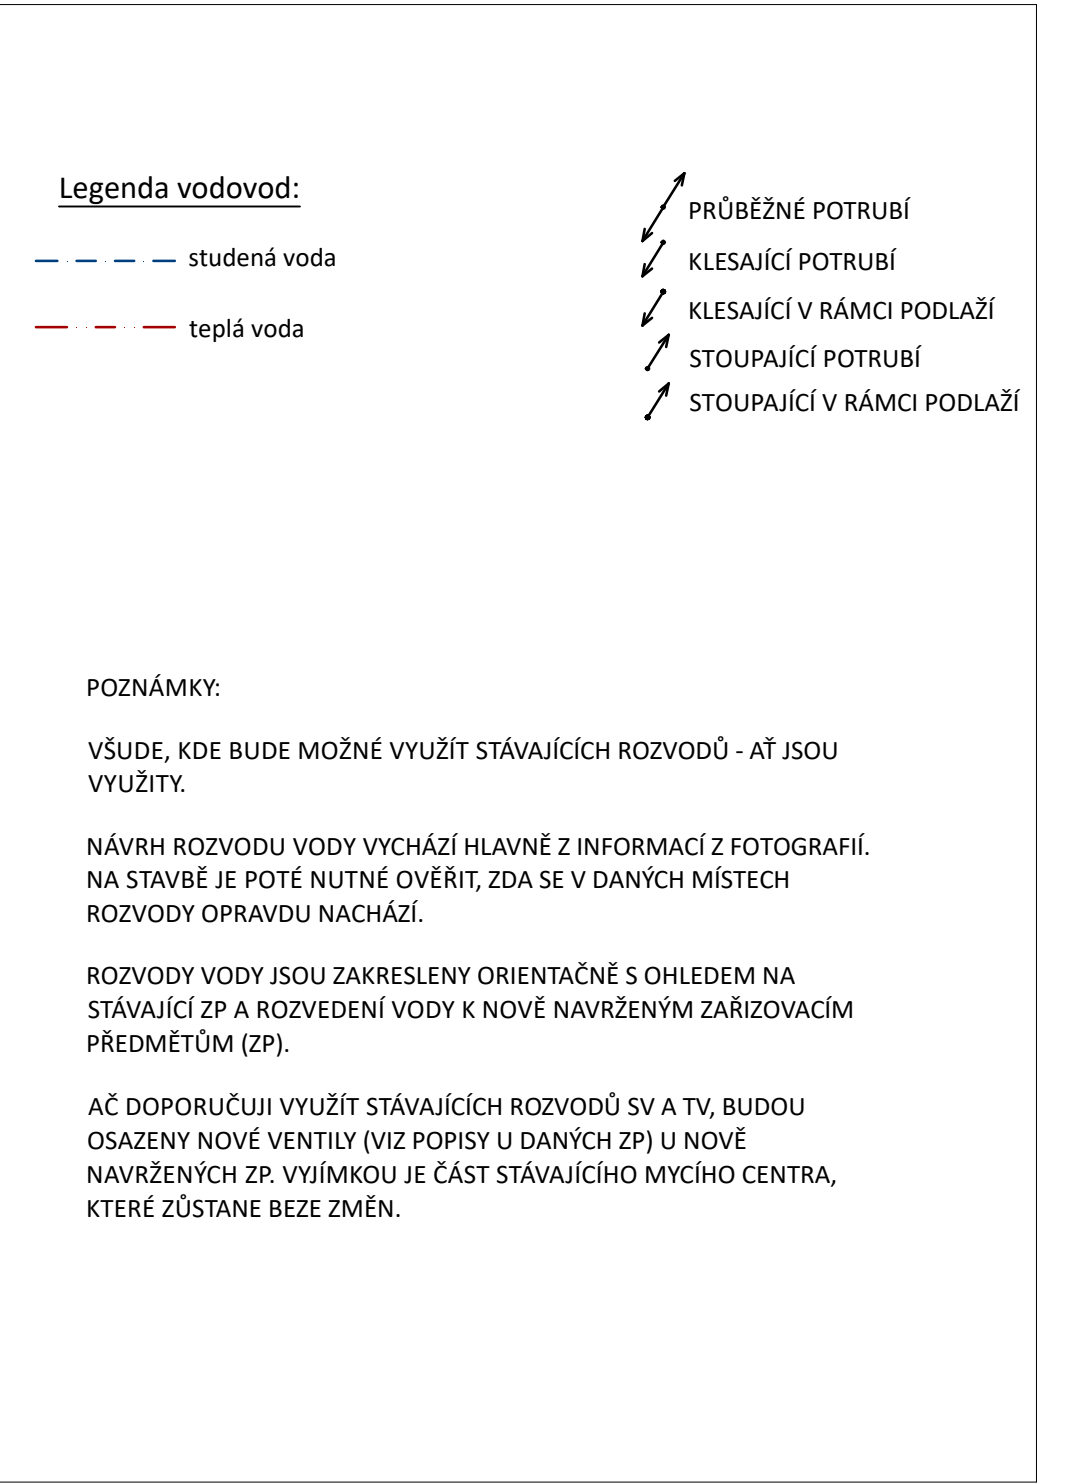 Legenda vodovod:
studená voda
teplá voda
PRŮBĚŽNÉ POTRUBÍ
KLESAJÍCÍ POTRUBÍ
KLESAJÍCÍ V RÁMCI PODLAŽÍ
STOUPAJÍCÍ POTRUBÍ
STOUPAJÍCÍ V RÁMCI PODLAŽÍ
POZNÁMKY:
VŠUDE, KDE BUDE MOŽNÉ VYUŽÍT STÁVAJÍCÍCH ROZVODŮ - AŤ JSOU
VYUŽITY.
NÁVRH ROZVODU VODY VYCHÁZÍ HLAVNĚ Z INFORMACÍ Z FOTOGRAFIÍ.
NA STAVBĚ JE POTÉ NUTNÉ OVĚŘIT, ZDA SE V DANÝCH MÍSTECH
ROZVODY OPRAVDU NACHÁZÍ.
ROZVODY VODY JSOU ZAKRESLENY ORIENTAČNĚ S OHLEDEM NA
STÁVAJÍCÍ ZP A ROZVEDENÍ VODY K NOVĚ NAVRŽENÝM ZAŘIZOVACÍM
PŘEDMĚTŮM (ZP).
AČ DOPORUČUJI VYUŽÍT STÁVAJÍCÍCH ROZVODŮ SV A TV, BUDOU
OSAZENY NOVÉ VENTILY (VIZ POPISY U DANÝCH ZP) U NOVĚ
NAVRŽENÝCH ZP. VYJÍMKOU JE ČÁST STÁVAJÍCÍHO MYCÍHO CENTRA,
KTERÉ ZŮSTANE BEZE ZMĚN.